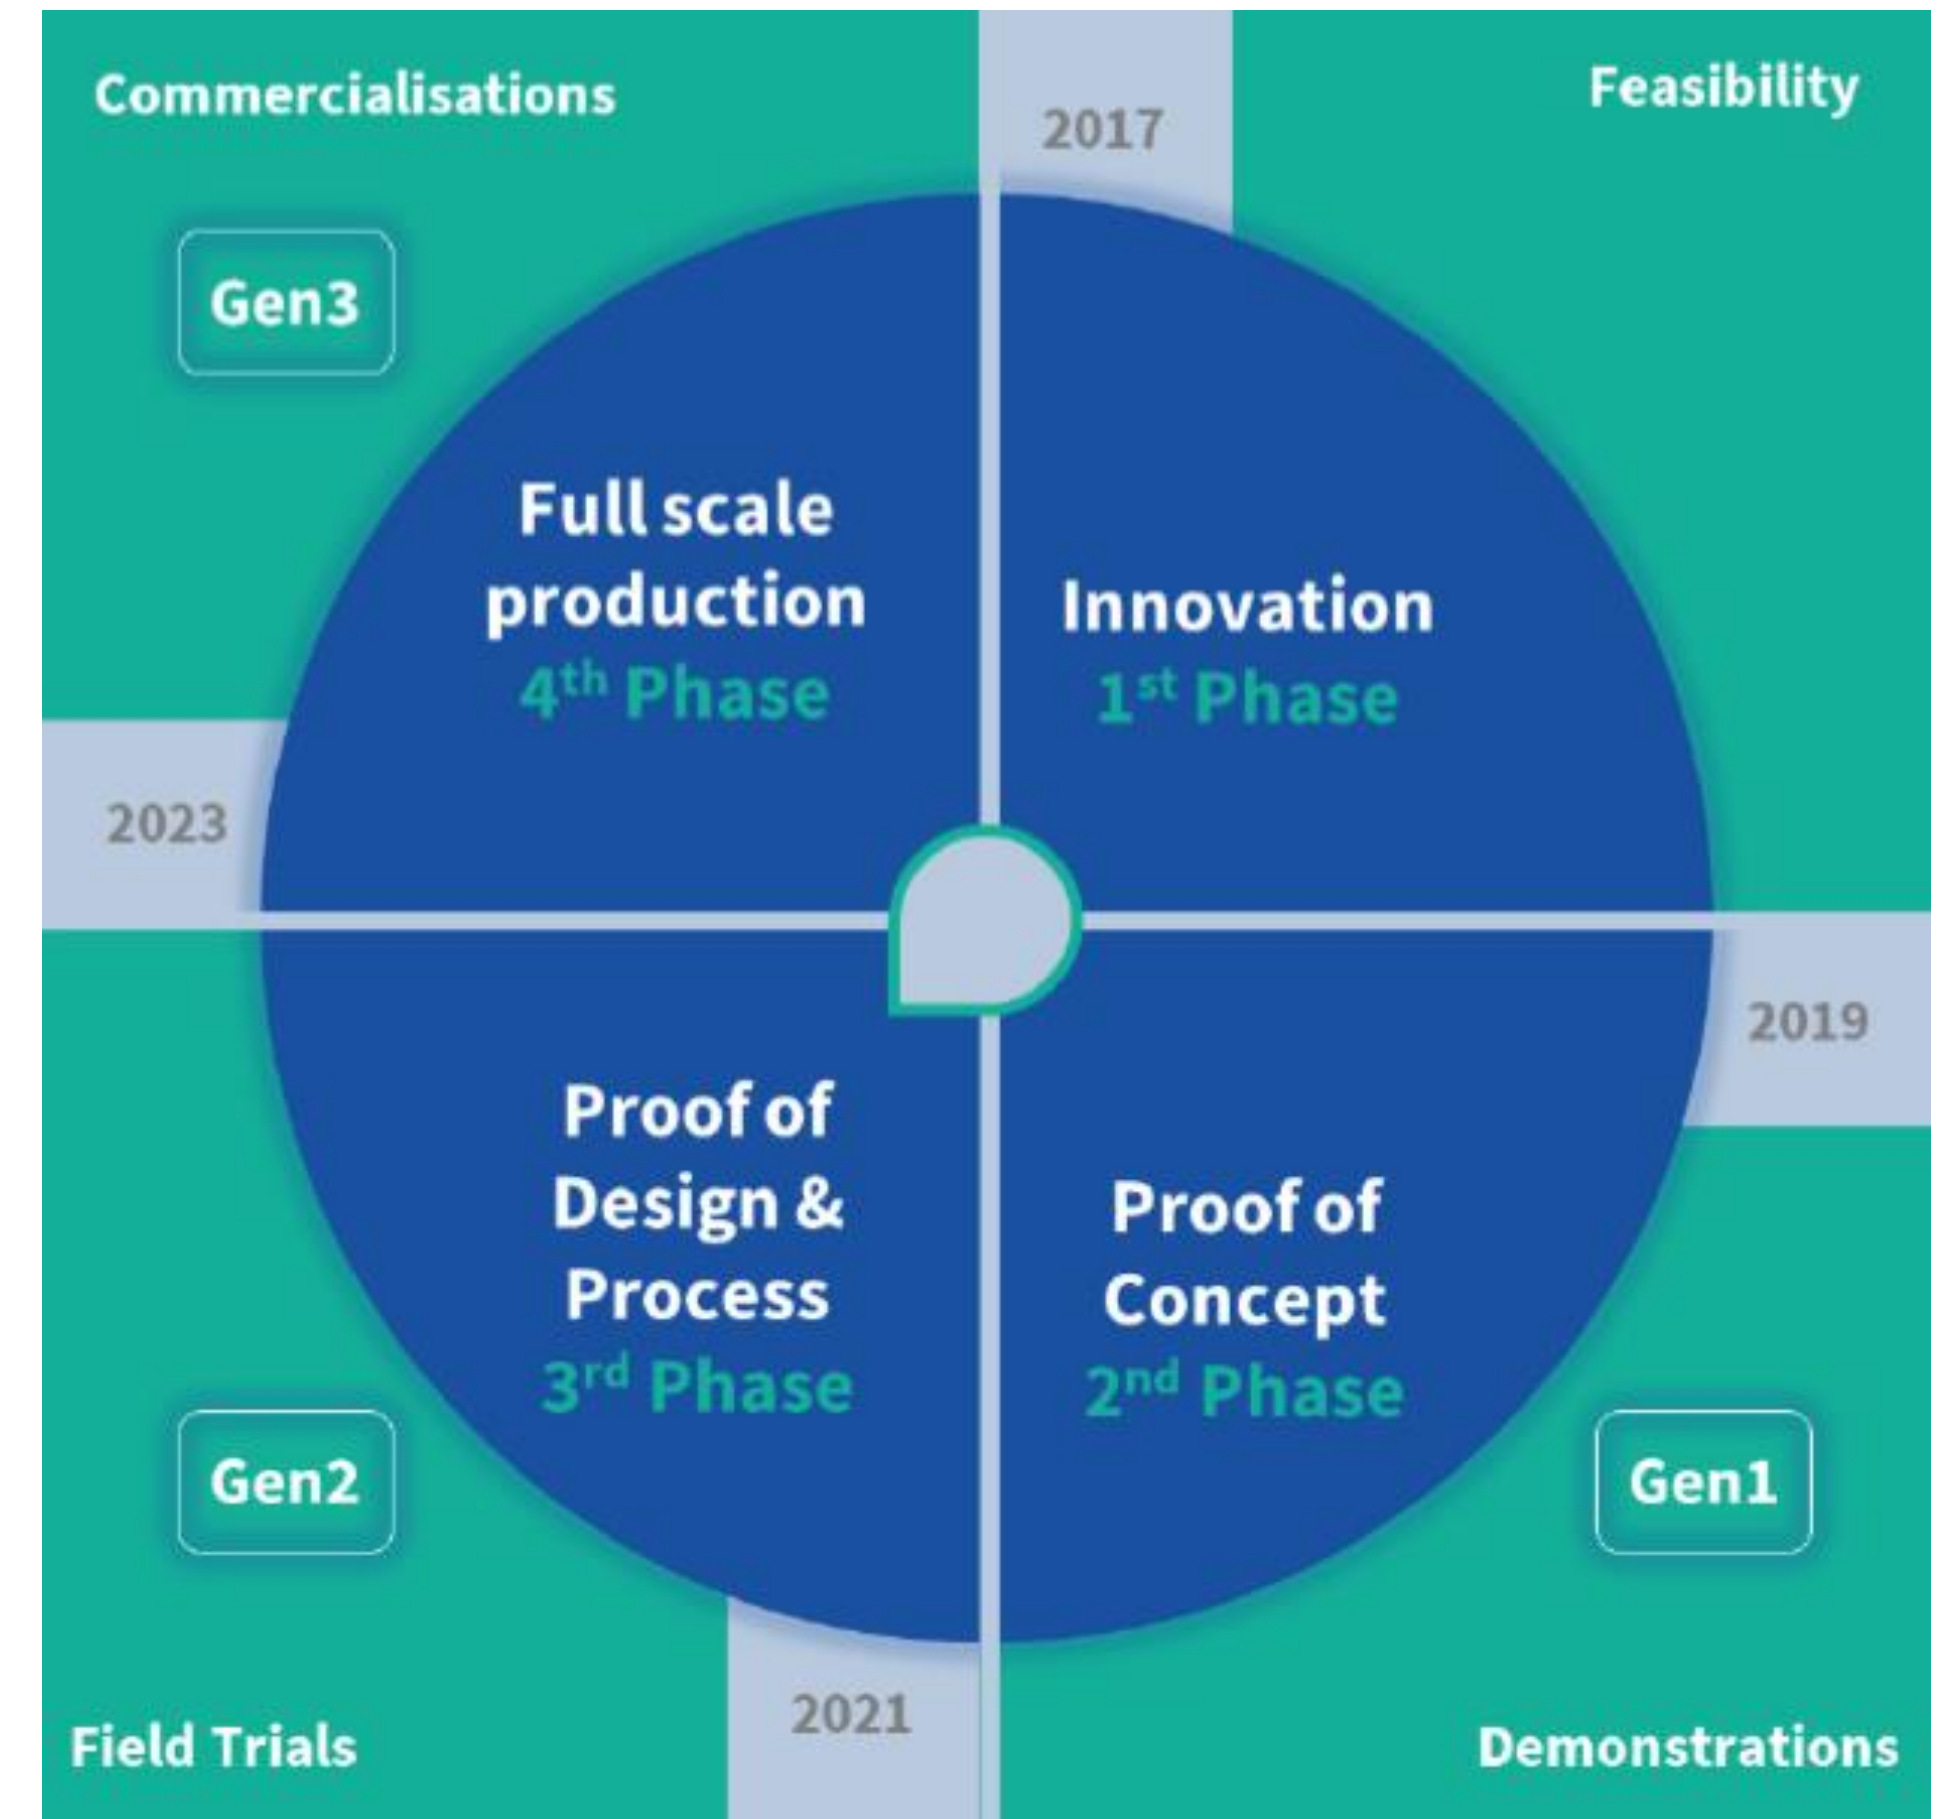 Commercialisations
Feasibility
2017
Gen3
Full scale
production
4th Phase
Innovation
1st Phase
2023
2019
Proof of
Design &
Process
3rd Phase
Proof of
Concept
2nd Phase
Gen2
Gen1
2021
Field Trials
Demonstrations